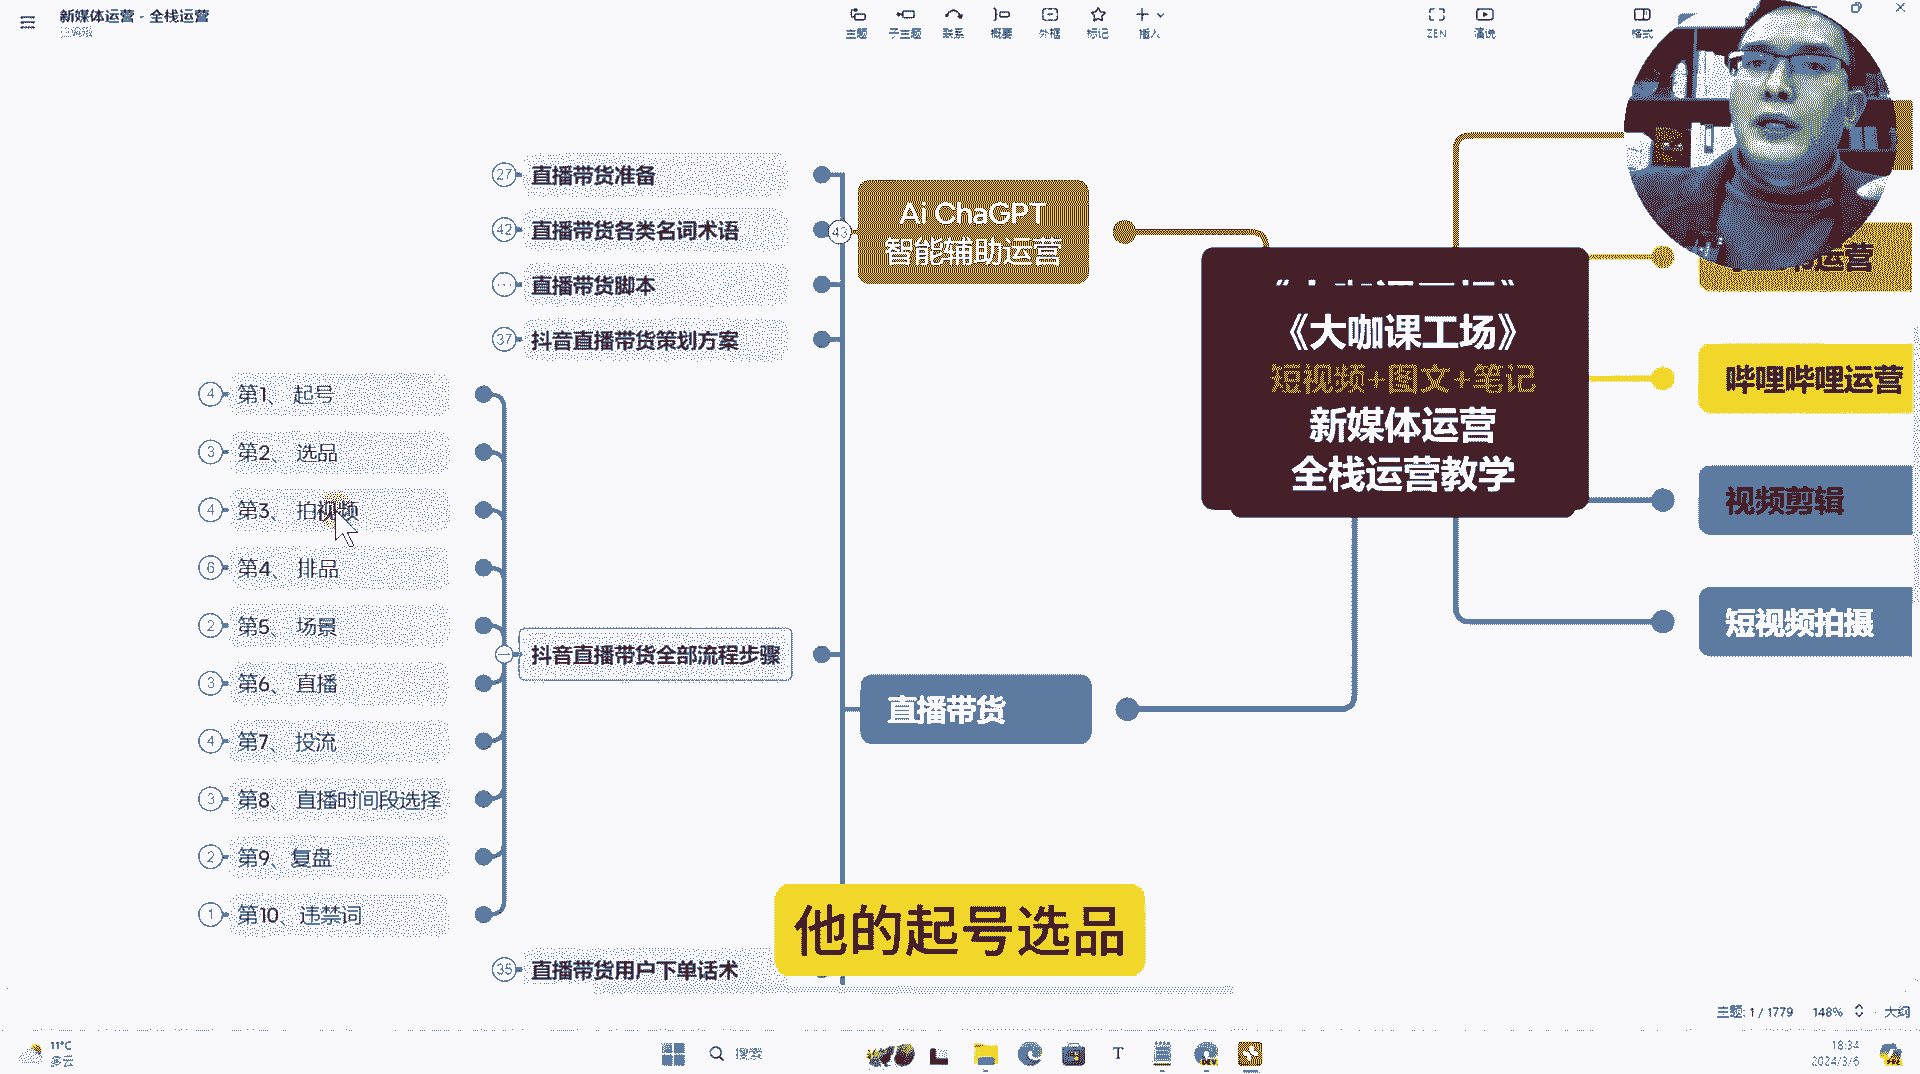 新媒体运营 - 全栈运营
已编辑
主题
子主题
联系
概要
外框
标记
插入
ZEN
演说
格式
27
直播带货准备
42
直播带货各类名词术语
直播带货脚本
37
抖音直播带货策划方案
43
Ai ChaGPT
智能辅助运营
4
第1、 起号
3
第2、 选品
4
第3、 拍视频
6
第4、 排品
2
第5、 场景
3
第6、 直播
4
第7、 投流
3
第8、 直播时间段选择
2
第9、复盘
1
第10、违禁词
抖音直播带货全部流程步骤
直播带货
35
直播带货用户下单话术
《大咖课工场》
短视频+图文+笔记
新媒体运营
全栈运营教学
运营
哔哩哔哩运营
视频剪辑
短视频拍摄
他的起号选品
主题: 1 / 1779
148%
大纲
11°C
多云
搜索
18:34
2024/3/6